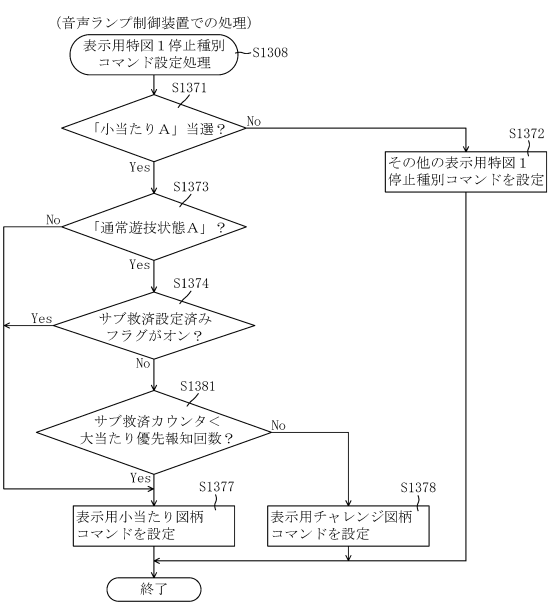 (音声ランプ制御装置での処理)
表示用特図1停止種別
コマンド設定処理
S1308
S1371
「小当たりA」当選?
No
Yes
S1372
その他の表示用特図1
停止種別コマンドを設定
S1373
No
「通常遊技状態A」?
Yes
S1374
Yes
サブ救済設定済み
フラグがオン?
No
S1381
サブ救済カウンタ<
大当たり優先報知回数?
No
Yes
S1377
表示用小当たり図柄
コマンドを設定
S1378
表示用チャレンジ図柄
コマンドを設定
終了